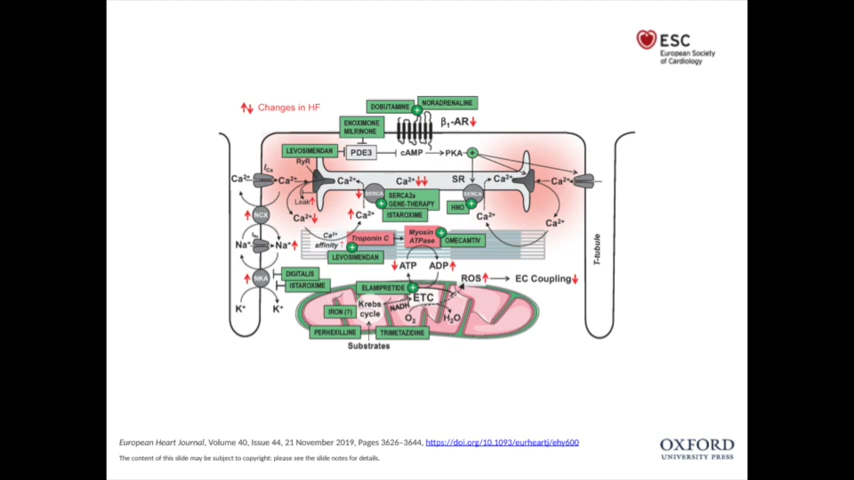 ESC
European Society
of Cardiology
Changes in HF
DOBUTAMINE
NORADRENALINE
ENOXIMONE
MILRINONE
β1-AR
LEVOSIMENDAN
PDE3
cAMP
PKA
RyR
ICa
Ca2+
Ca2+
Ca2+
Ca2+
SR
Ca2+
Ca2+
Leak
SERCA
SERCA2a
GENE-THERAPY
SERCA
NCX
Ca2+
Ca2+
ISTAROXIME
HNO
Ca2+
Ca2+
Na+
Na+
Ca2+
affinity
Troponin C
Myosin
ATPase
OMECAMTIV
LEVOSIMENDAN
T-tubule
ATP
ADP
NKA
DIGITALIS
ISTAROXIME
ROS
EC Coupling
ELAMIPRETIDE
ETC
K+
K+
IRON (?)
Krebs
cycle
NADH
O2
H2O
PERHEXILLINE
TRIMETAZIDINE
Substrates
European Heart Journal, Volume 40, Issue 44, 21 November 2019, Pages 3626–3644, https://doi.org/10.1093/eurheartj/ehy600
The content of this slide may be subject to copyright: please see the slide notes for details.
OXFORD
UNIVERSITY PRESS